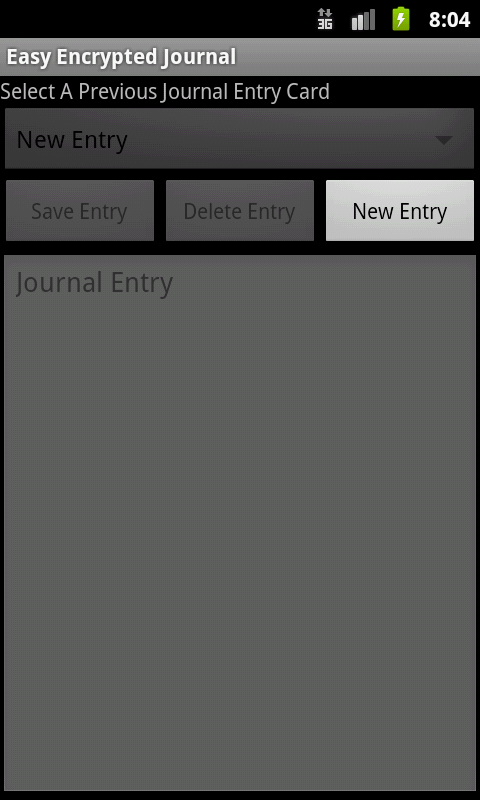 3G 8:04
Easy Encrypted Journal
Select A Previous Journal Entry Card
New Entry
Save Entry Delete Entry New Entry
Journal Entry